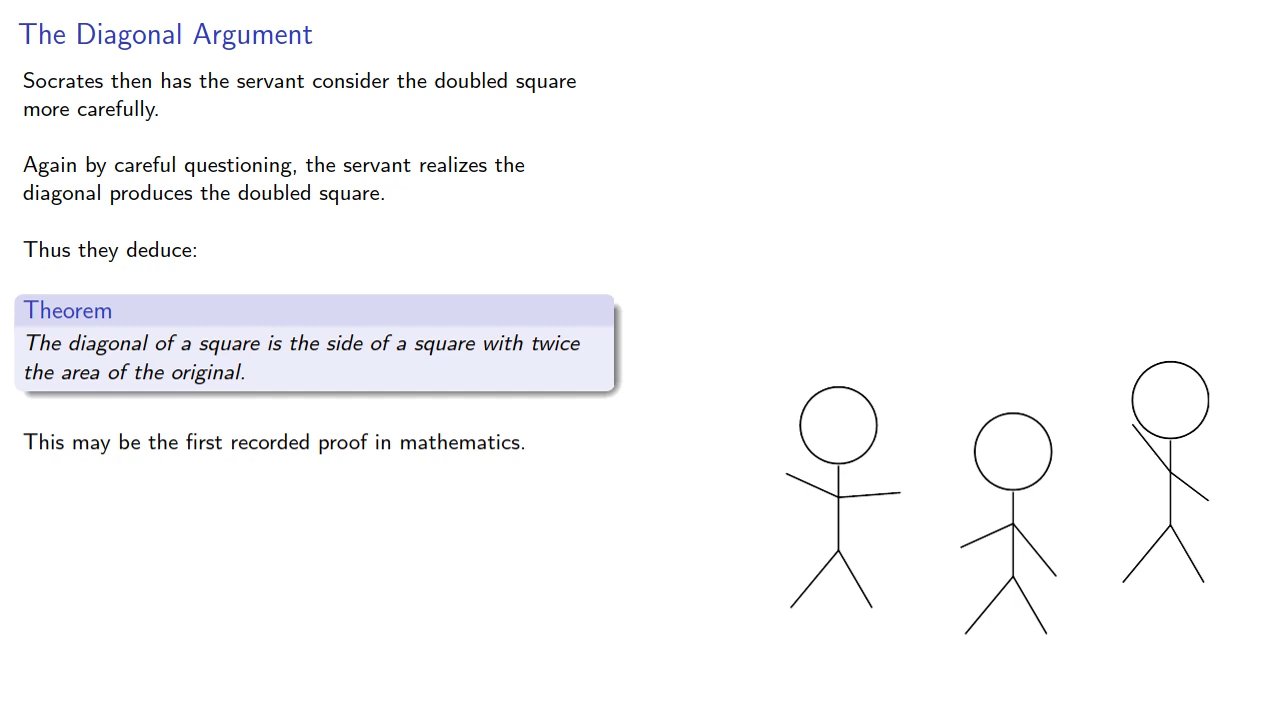 The Diagonal Argument
Socrates then has the servant consider the doubled square
more carefully.
Again by careful questioning, the servant realizes the
diagonal produces the doubled square.
Thus they deduce:
Theorem
The diagonal of a square is the side of a square with twice
the area of the original.
This may be the first recorded proof in mathematics.